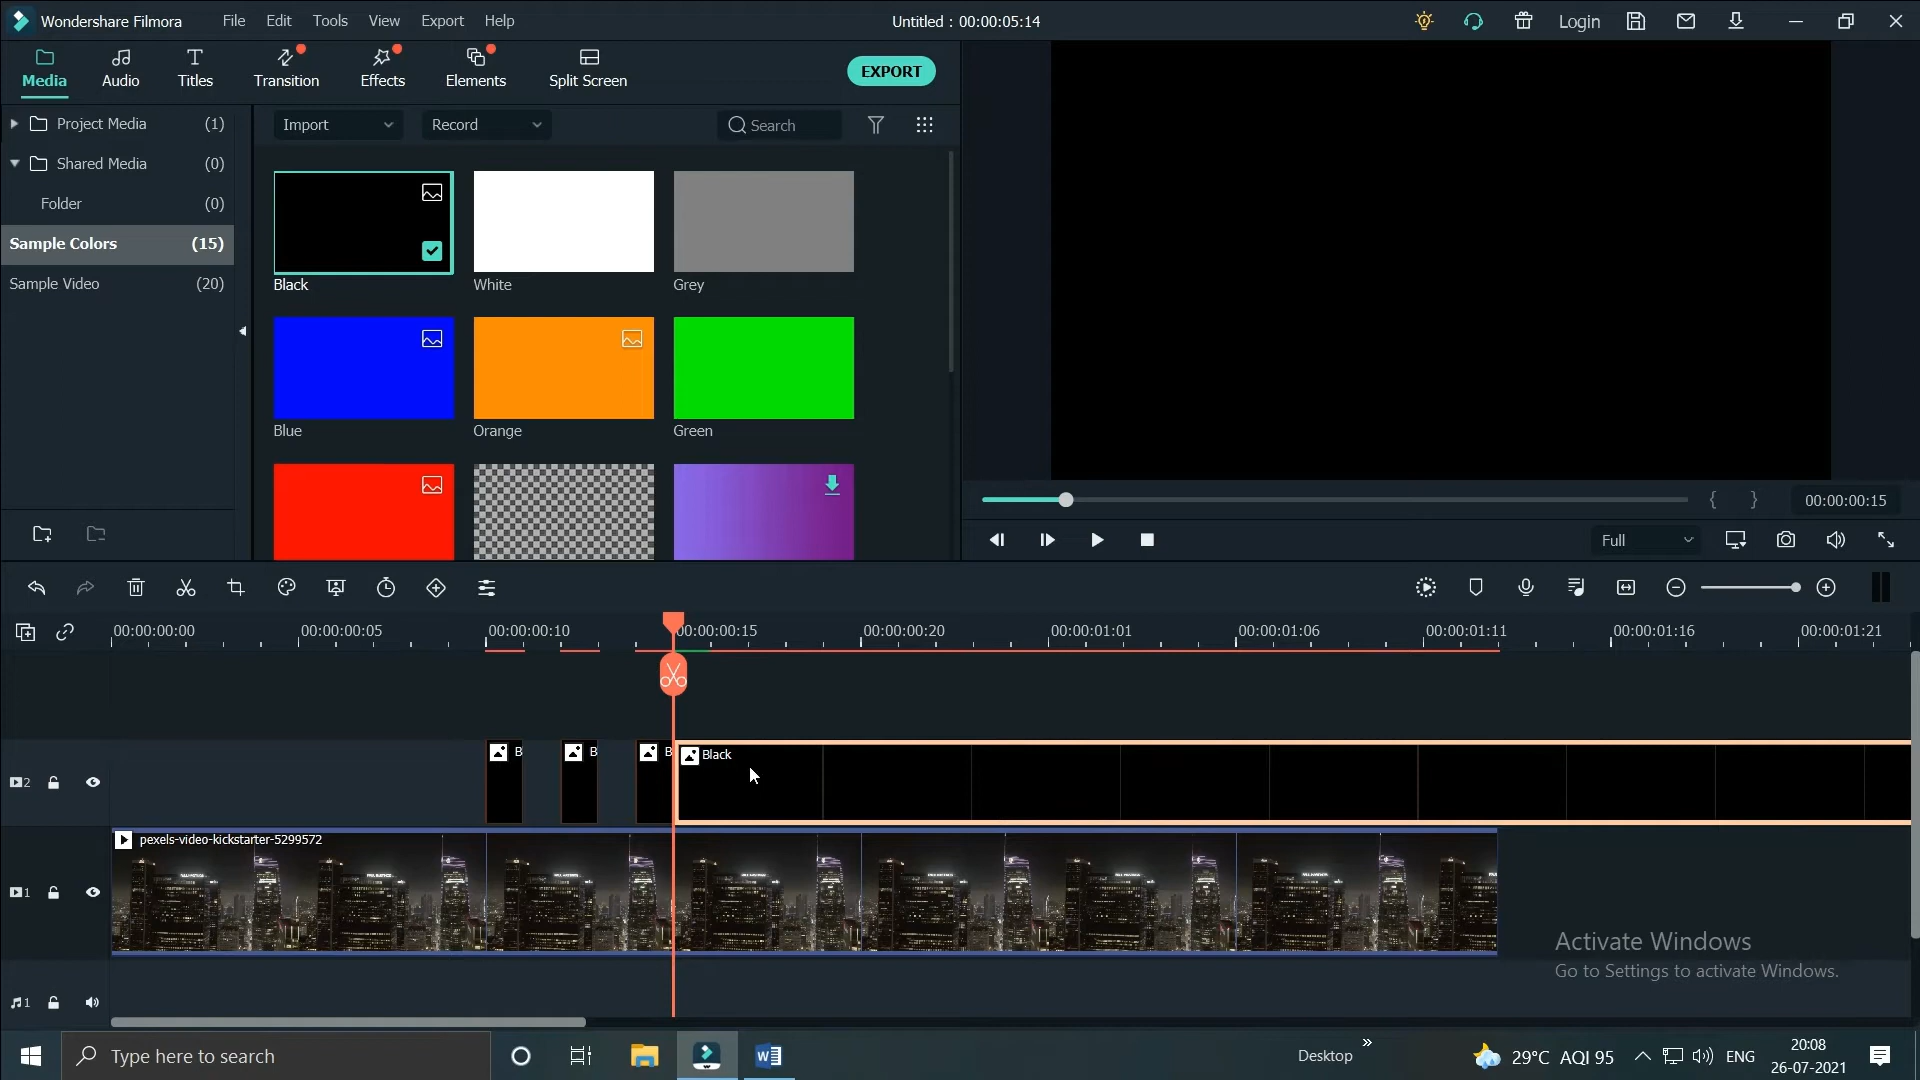 Wondershare Filmora File Edit Tools View Export Help Untitled : 00:00:05:14 Login
Media Audio Titles Transition Effects Elements Split Screen EXPORT
Project Media (1)
Shared Media (0)
Folder (0)
Sample Colors (15)
Sample Video (20)
Import Record Search
Black White Grey
Blue Orange Green
{ } 00:00:00:15
Full
00:00:00:00 00:00:00:05 00:00:00:10 00:00:00:15 00:00:00:20 00:00:01:01 00:00:01:06 00:00:01:11 00:00:01:16 00:00:01:21
B B B Black
2
pexels-video-kickstarter-5299572
1
Activate Windows
Go to Settings to activate Windows.
1
Type here to search Desktop » 29°C AQI 95 ENG
20:08
26-07-2021